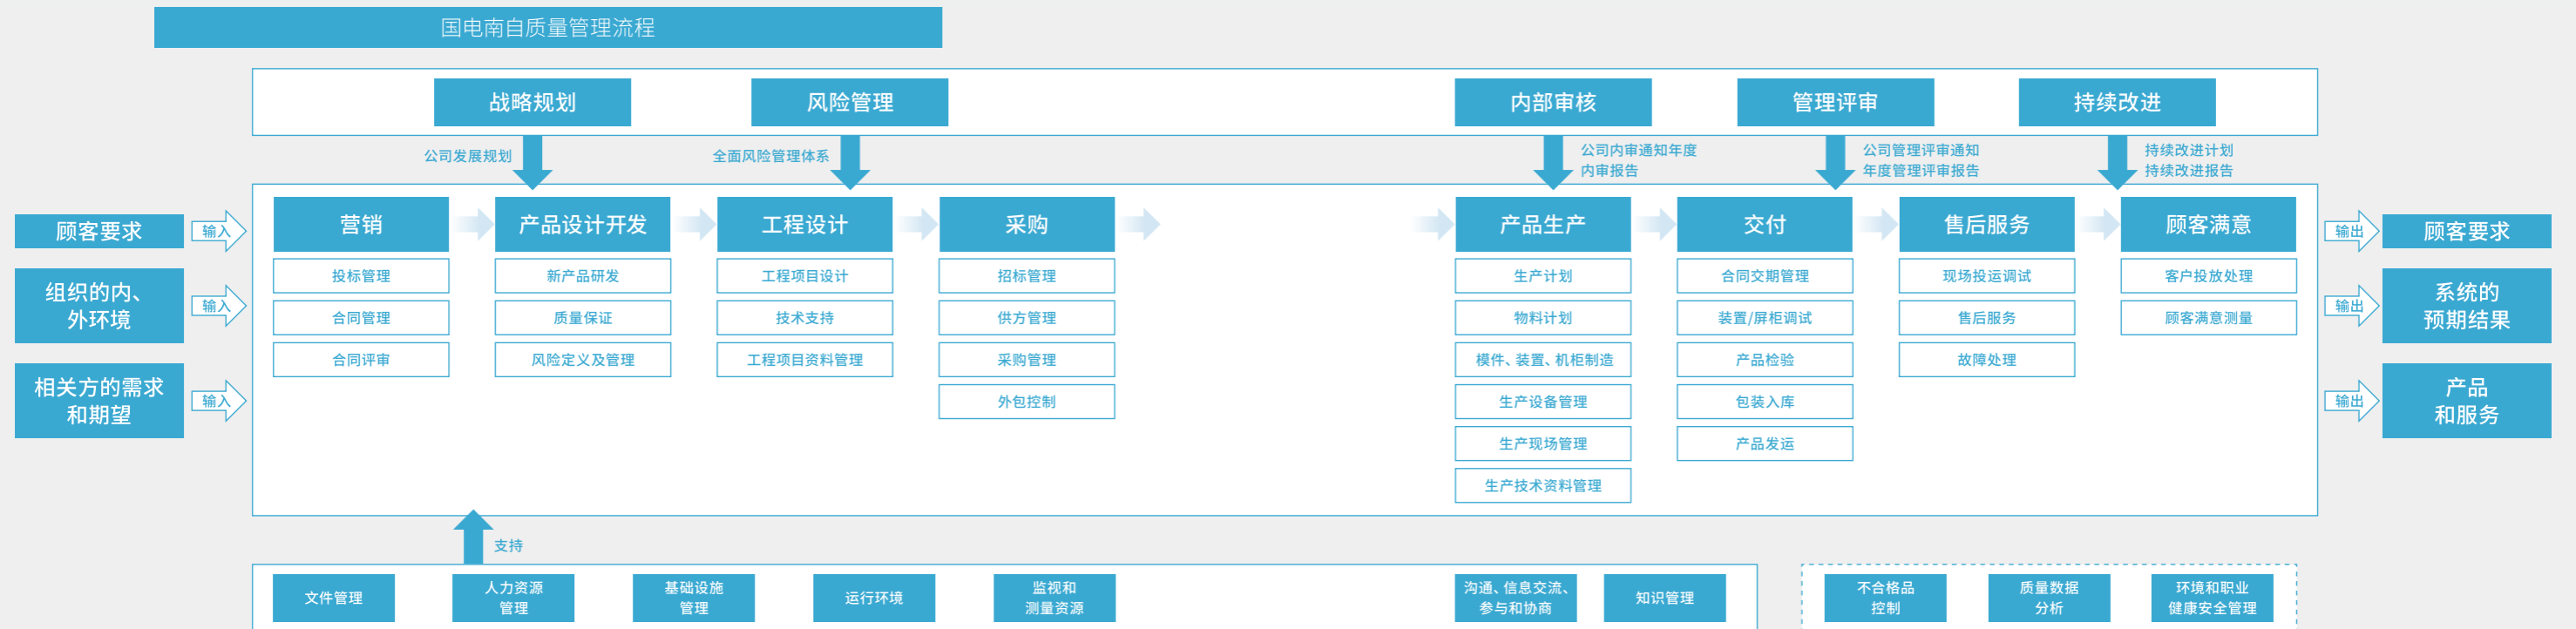 国电南自质量管理流程
战略规划
风险管理
内部审核
管理评审
持续改进
公司发展规划
全面风险管理体系
公司内审通知年度
内审报告
公司管理评审通知
年度管理评审报告
持续改进计划
持续改进报告
顾客要求
输入
组织的内、
外环境
输入
相关方的需求
和期望
输入
营销
投标管理
合同管理
合同评审
产品设计开发
新产品研发
质量保证
风险定义及管理
工程设计
工程项目设计
技术支持
工程项目资料管理
采购
招标管理
供方管理
采购管理
外包控制
产品生产
生产计划
物料计划
模件、装置、机柜制造
生产设备管理
生产现场管理
生产技术资料管理
交付
合同交期管理
装置/屏柜调试
产品检验
包装入库
产品发运
售后服务
现场投运调试
售后服务
故障处理
顾客满意
客户投放处理
顾客满意测量
输出
顾客要求
输出
系统的
预期结果
输出
产品
和服务
支持
文件管理
人力资源
管理
基础设施
管理
运行环境
监视和
测量资源
沟通、信息交流、
参与和协商
知识管理
不合格品
控制
质量数据
分析
环境和职业
健康安全管理